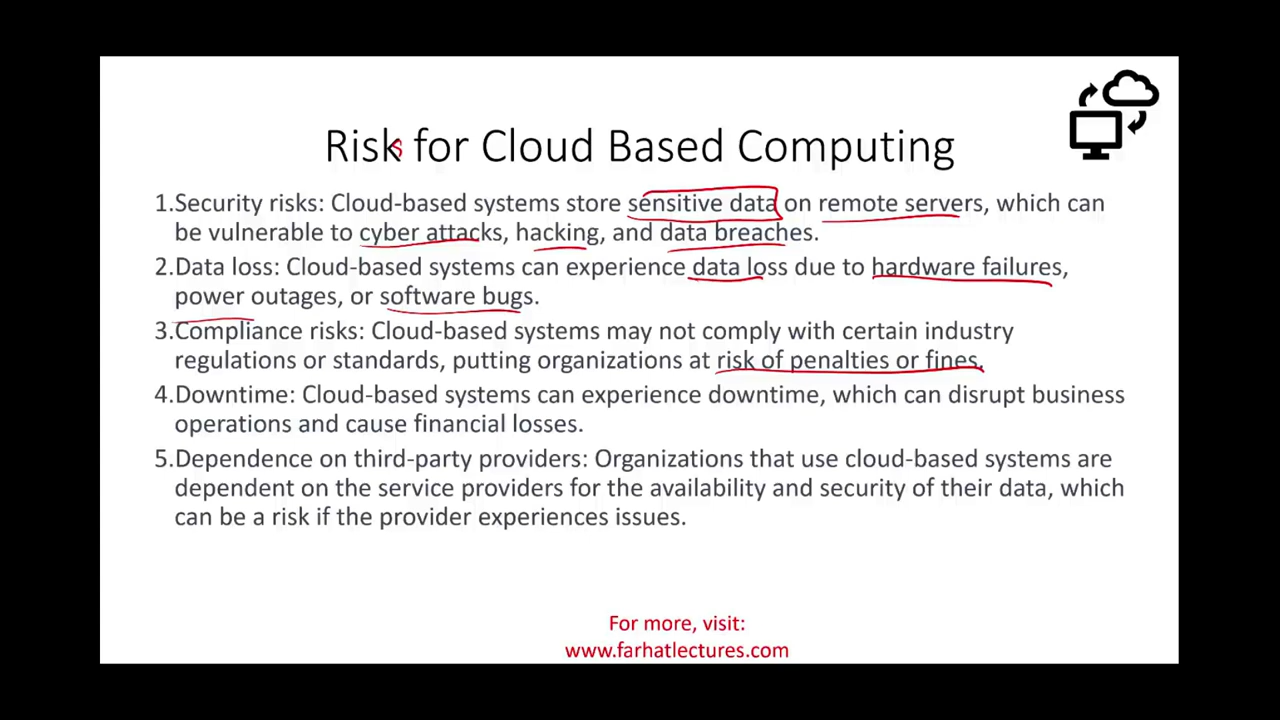 Risks for Cloud Based Computing
1.Security risks: Cloud-based systems store sensitive data on remote servers, which can
be vulnerable to cyber attacks, hacking, and data breaches.
2.Data loss: Cloud-based systems can experience data loss due to hardware failures,
power outages, or software bugs.
3.Compliance risks: Cloud-based systems may not comply with certain industry
regulations or standards, putting organizations at risk of penalties or fines.
4.Downtime: Cloud-based systems can experience downtime, which can disrupt business
operations and cause financial losses.
5.Dependence on third-party providers: Organizations that use cloud-based systems are
dependent on the service providers for the availability and security of their data, which
can be a risk if the provider experiences issues.
For more, visit:
www.farhatlectures.com